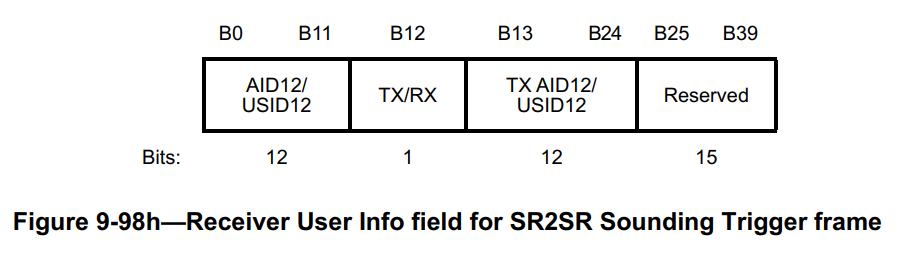 B0 B11 B12 B13 B24 B25 B39
AID12/
USID12
TX/RX
TX AID12/
USID12
Reserved
Bits: 12 1 12 15
Figure 9-98h—Receiver User Info field for SR2SR Sounding Trigger frame